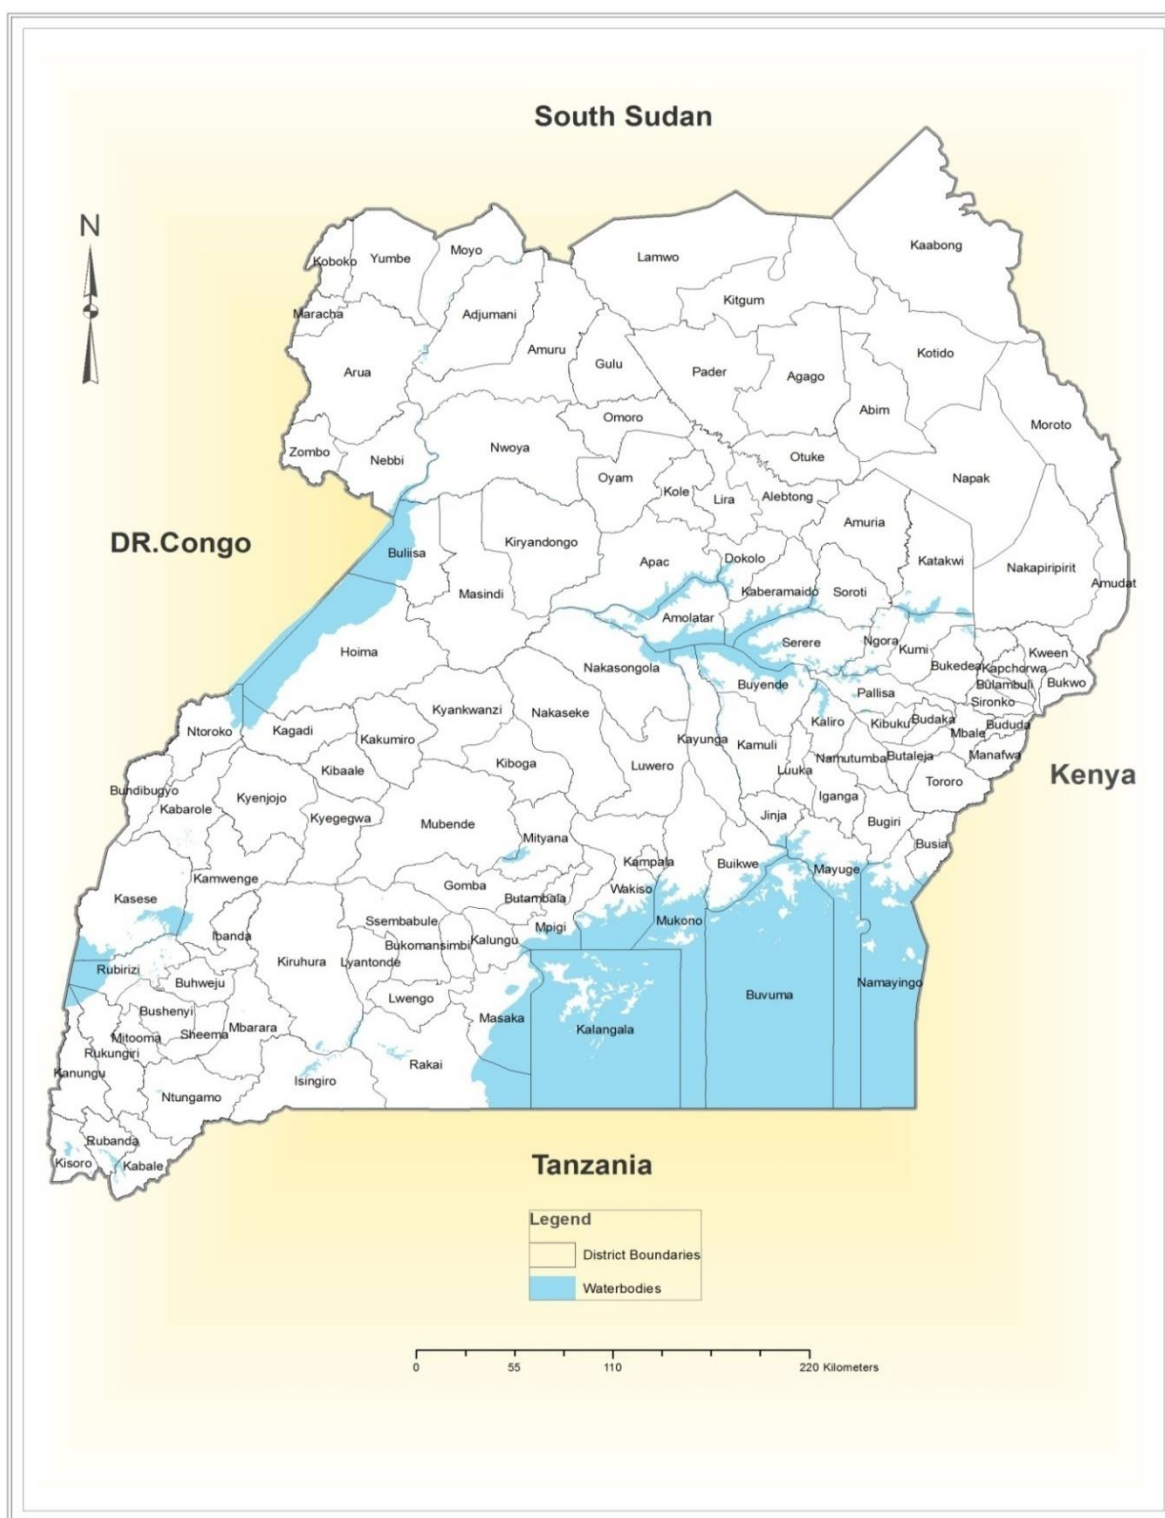 South Sudan
N
Kaabong
Moyo
Koboko
Yumbe
Lamwo
Kitgum
Maracha
Adjumani
Amuru
Gulu
Kotido
Arua
Pader
Agago
Abim
Omoro
Moroto
Zombo
Nebbi
Nwoya
Otuke
Oyam
Napak
Kole
Lira
Alebtong
Amuria
DR.Congo
Buliisa
Kiryandongo
Apac
Dokolo
Katakwi
Nakapiripirit
Amudat
Masindi
Kaberamaido
Soroti
Amolatar
Hoima
Serere
Ngora
Kumi
Kween
Nakasongola
Bukedea
Kapchorwa
Buyende
Bulambuli
Bukwo
Pallisa
Sironko
Kyankwanzi
Nakaseke
Ntoroko
Kagadi
Kakumiro
Kayunga
Kamuli
Kaliro
Kibuku
Budaka
Bududa
Mbale
Kibaale
Kiboga
Luwero
Luuka
Namutumba
Butaleja
Manafwa
Kenya
Bundibugyo
Kabarole
Kyenjojo
Kyegegwa
Iganga
Tororo
Mubende
Mityana
Jinja
Bugiri
Busia
Kampala
Buikwe
Mayuge
Kasese
Kamwenge
Gomba
Butambala
Wakiso
Ssembabule
Mpigi
Mukono
Ibanda
Bukomansimbi
Kalungu
Rubirizi
Kiruhura
Lyantonde
Buhweju
Namayingo
Lwengo
Buvuma
Bushenyi
Masaka
Kalangala
Mitooma
Sheema
Mbarara
Rukungiri
Kanungu
Rakai
Isingiro
Ntungamo
Rubanda
Kisoro
Kabale
Tanzania
Legend
District Boundaries
Waterbodies
0 55 110 220 Kilometers